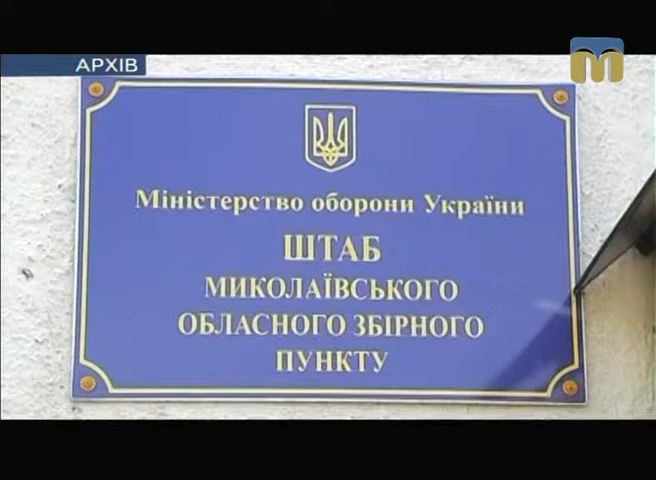 АРХІВ
М
Міністерство оборони України
ШТАБ
МИКОЛАЇВСЬКОГО
ОБЛАСНОГО ЗБІРНОГО
ПУНКТУ